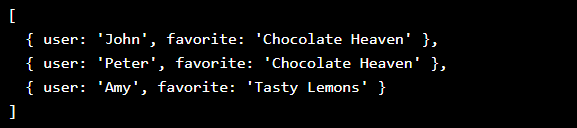 [
  { user: 'John', favorite: 'Chocolate Heaven' },
  { user: 'Peter', favorite: 'Chocolate Heaven' },
  { user: 'Amy', favorite: 'Tasty Lemons' }
]